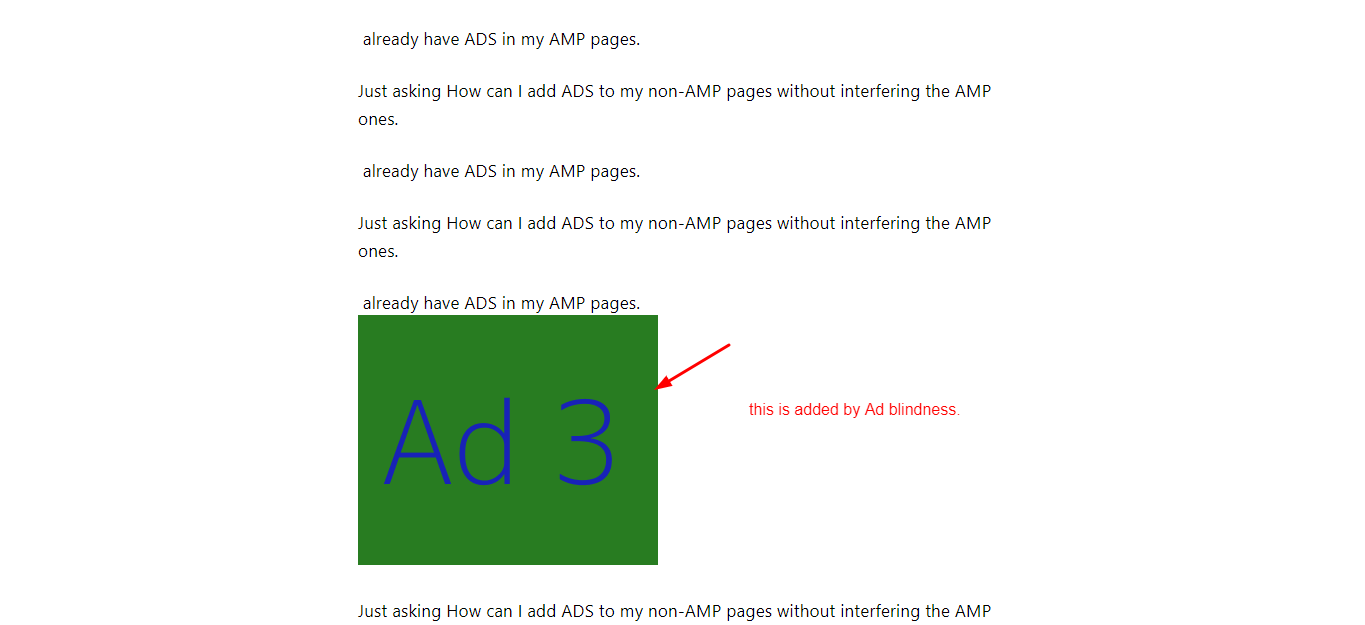 already have ADS in my AMP pages.
Just asking How can I add ADS to my non-AMP pages without interfering the AMP
ones.
already have ADS in my AMP pages.
Just asking How can I add ADS to my non-AMP pages without interfering the AMP
ones.
already have ADS in my AMP pages.
Ad 3
this is added by Ad blindness.
Just asking How can I add ADS to my non-AMP pages without interfering the AMP